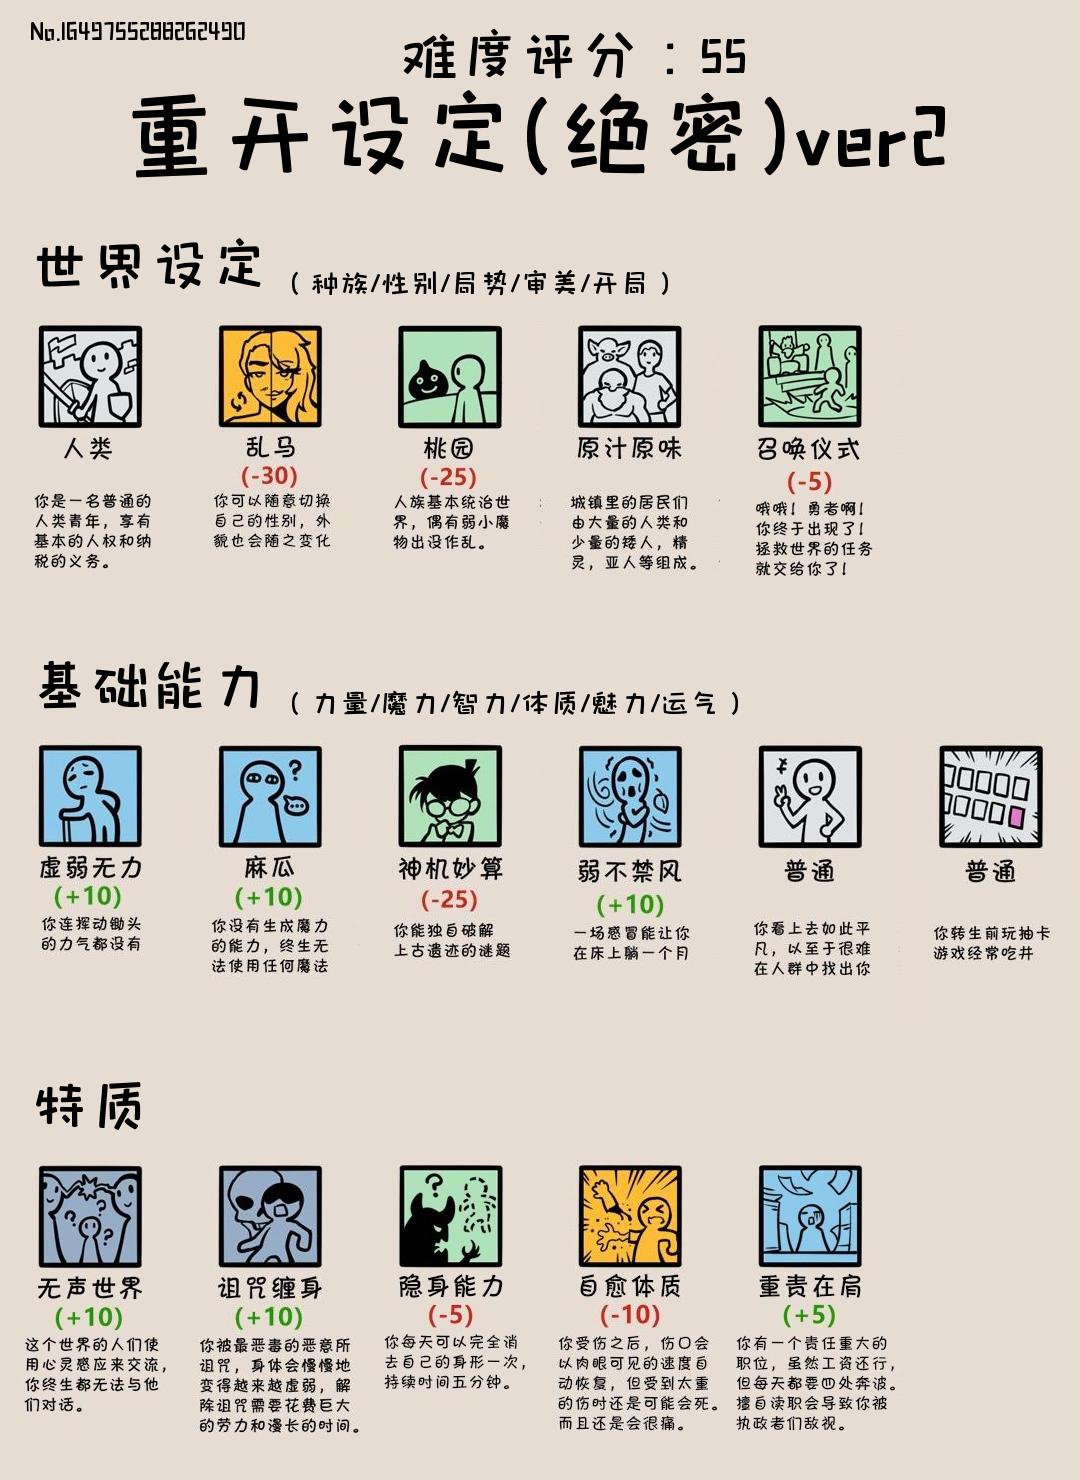 No.1649755288262490
难度评分：55
重开设定(绝密)ver2
世界设定
（种族/性别/局势/审美/开局）
人类
你是一名普通的
人类青年，享有
基本的人权和纳
税的义务。
乱马
(-30)
你可以随意切换
自己的性别，外
貌也会随之变化
桃园
(-25)
人族基本统治世
界，偶有弱小魔
物出没作乱。
原汁原味
城镇里的居民们
由大量的人类和
少量的矮人，精
灵，亚人等组成。
召唤仪式
(-5)
哦哦！勇者啊！
你终于出现了！
拯救世界的任务
就交给你了！
基础能力
（力量/魔力/智力/体质/魅力/运气）
虚弱无力
(+10)
你连挥动锄头
的力气都没有
麻瓜
(+10)
你没有生成魔力
的能力，终生无
法使用任何魔法
神机妙算
(-25)
你能独自破解
上古遗迹的谜题
弱不禁风
(+10)
一场感冒能让你
在床上躺一个月
普通
你看上去如此平
凡，以至于很难
在人群中找出你
普通
你转生前玩抽卡
游戏经常吃井
特质
无声世界
(+10)
这个世界的人们使
用心灵感应来交流，
你终生都无法与他
们对话。
诅咒缠身
(+10)
你被最恶毒的恶意所
诅咒，身体会慢慢地
变得越来越虚弱，解
除诅咒需要花费巨大
的劳力和漫长的时间。
隐身能力
(-5)
你每天可以完全消
去自己的身形一次，
持续时间五分钟。
自愈体质
(-10)
你受伤之后，伤口会
以肉眼可见的速度自
动恢复，但受到太重
的伤时还是可能会死。
而且还是会很痛。
重责在肩
(+5)
你有一个责任重大的
职位，虽然工资还行，
但每天都要四处奔波。
擅自渎职会导致你被
执政者们敌视。